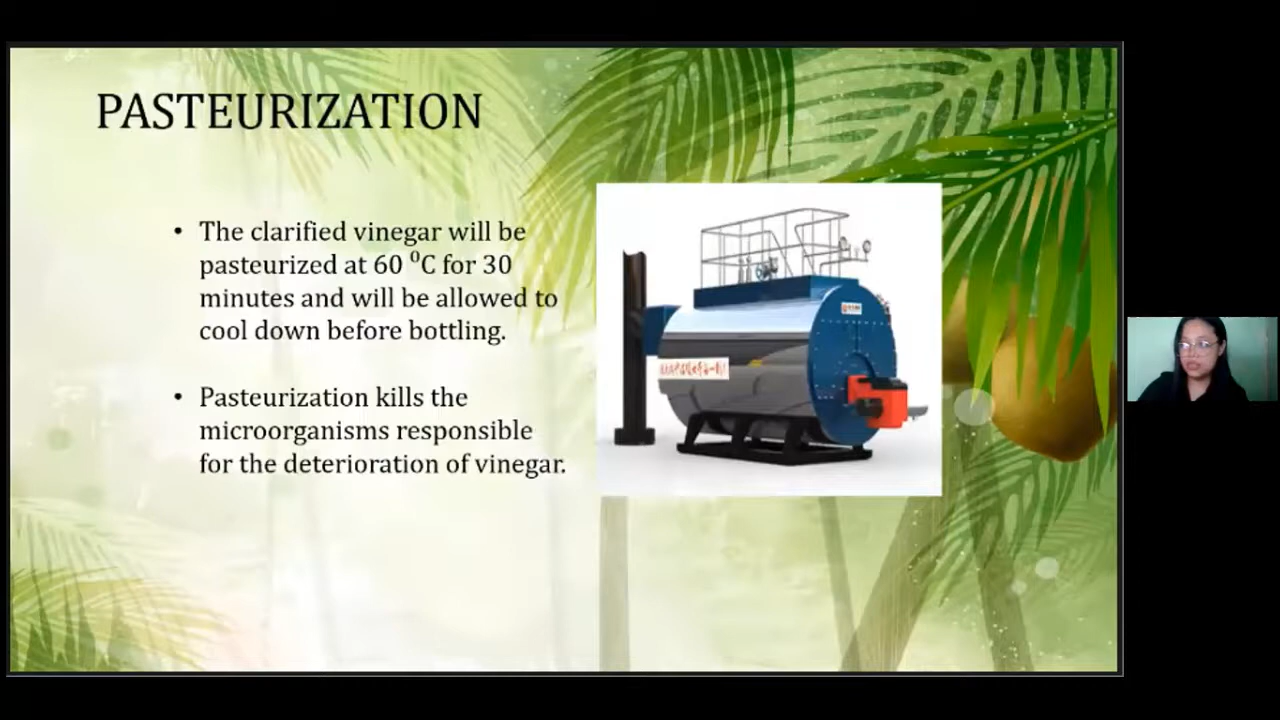 PASTEURIZATION
• The clarified vinegar will be
pasteurized at 60 ⁰C for 30
minutes and will be allowed to
cool down before bottling.
• Pasteurization kills the
microorganisms responsible
for the deterioration of vinegar.